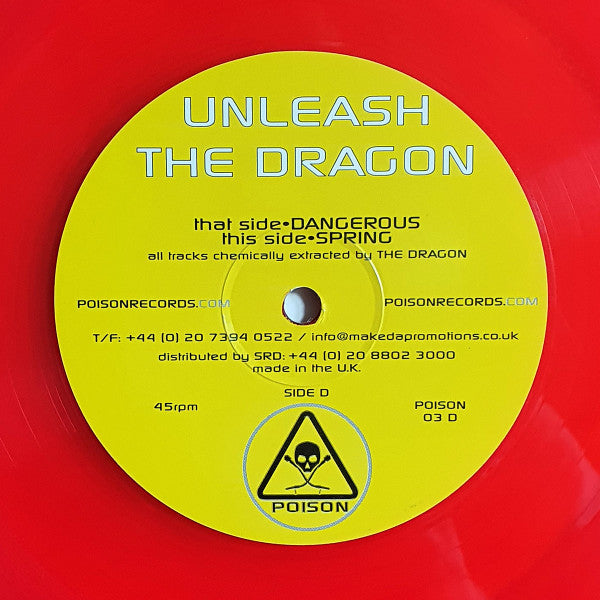 UNLEASH
THE DRAGON
that side•DANGEROUS
this side•SPRING
all tracks chemically extracted by THE DRAGON
POISONRECORDS.COM POISONRECORDS.COM
T/F: +44 (0) 20 7394 0522 / info@makedapromotions.co.uk
distributed by SRD: +44 (0) 20 8802 3000
made in the U.K.
SIDE D
45rpm POISON
03 D
POISON